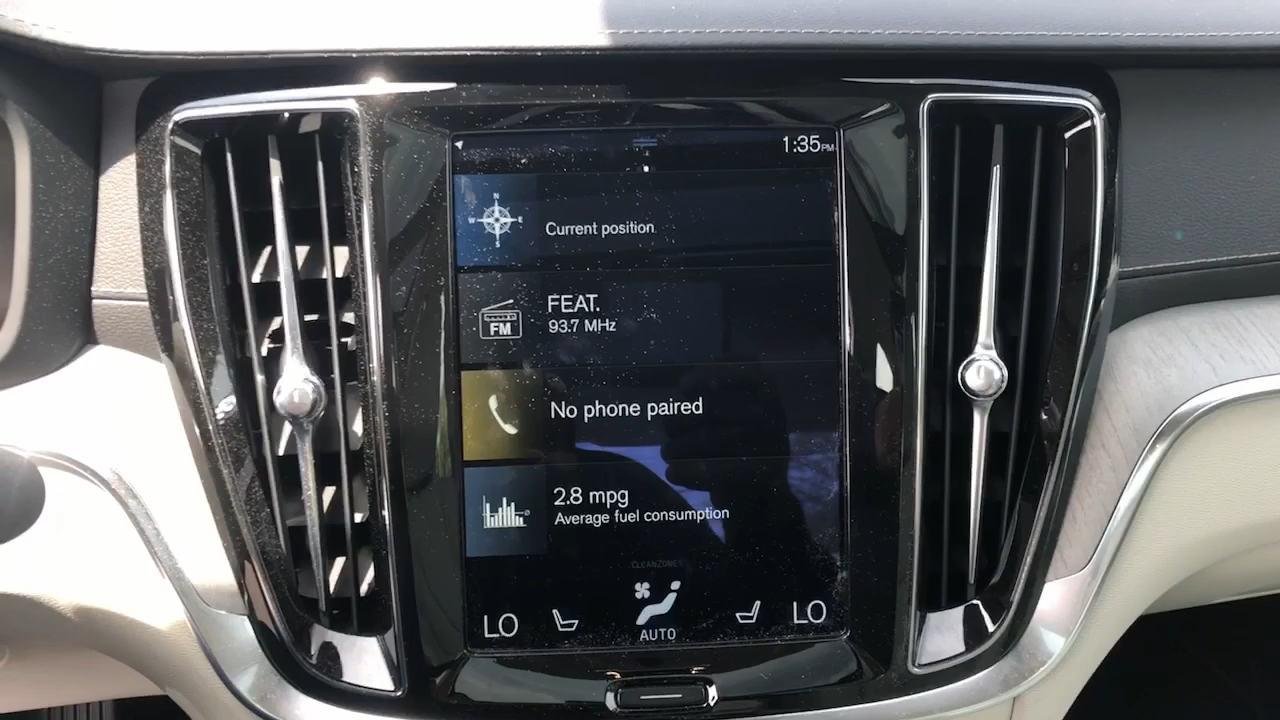 1:35PM
N
W E
S
Current position
FEAT.
93.7 MHz
FM
No phone paired
2.8 mpg
Average fuel consumption
CLEANZONE
LO
LO
AUTO